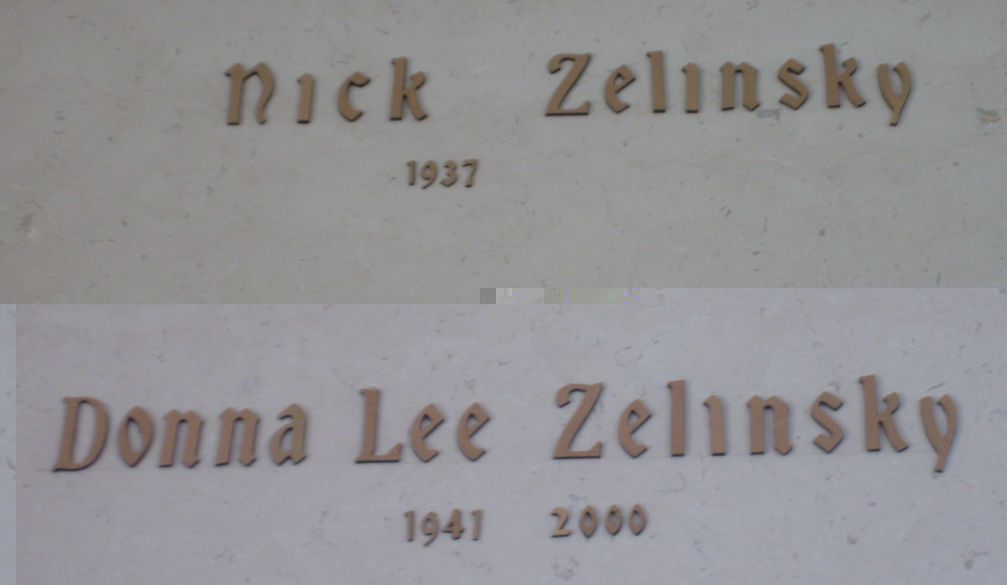 Nick Zelinsky
1937
Donna Lee Zelinsky
1941 2000